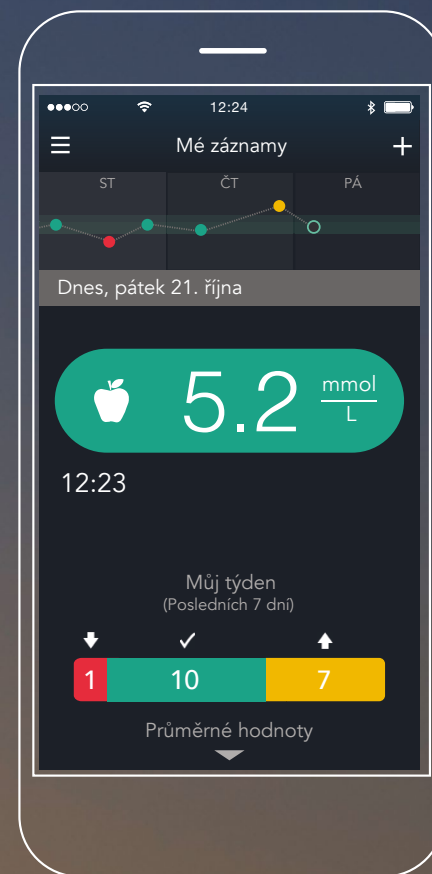 12:24
Mé záznamy
ST ČT PÁ
Dnes, pátek 21. října
5.2 mmol
L
12:23
Můj týden
(Posledních 7 dní)
1 10 7
Průměrné hodnoty